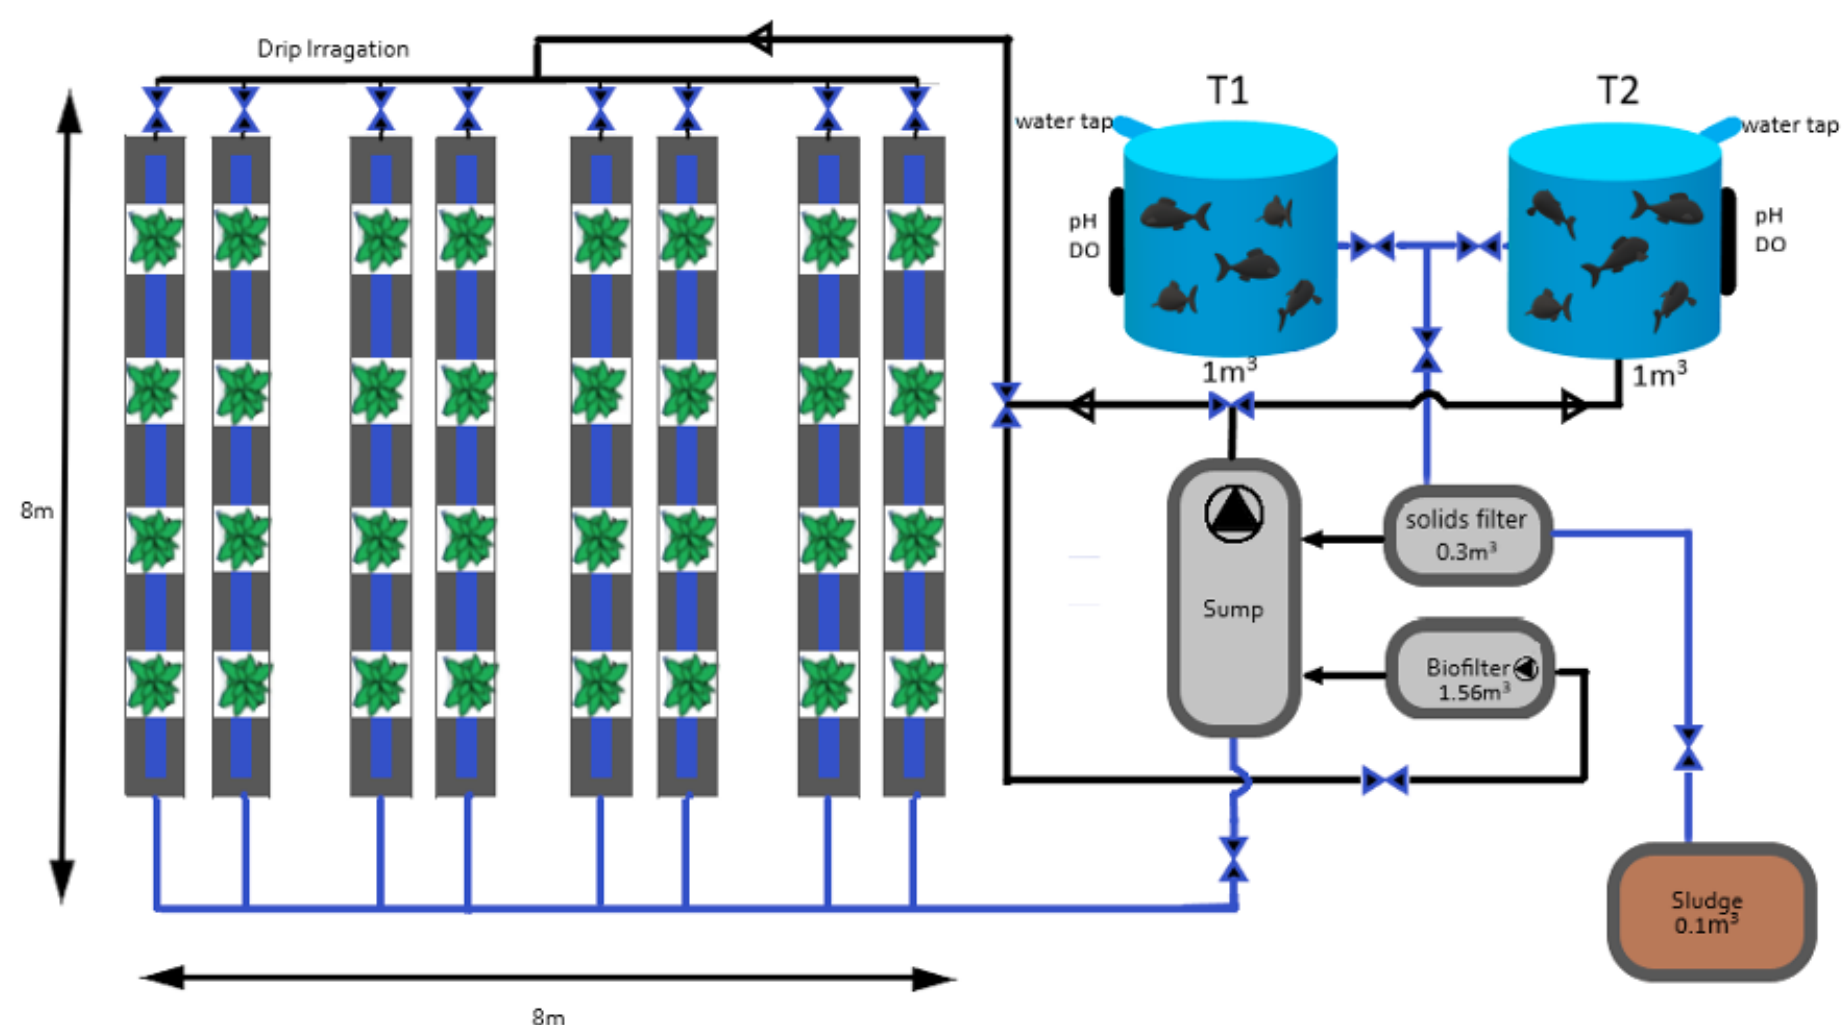 Drip Irragation
T1
T2
water tap
water tap
pH
DO
pH
DO
1m³
1m³
8m
solids filter
0.3m³
Sump
Biofilter
1.56m³
Sludge
0.1m³
8m